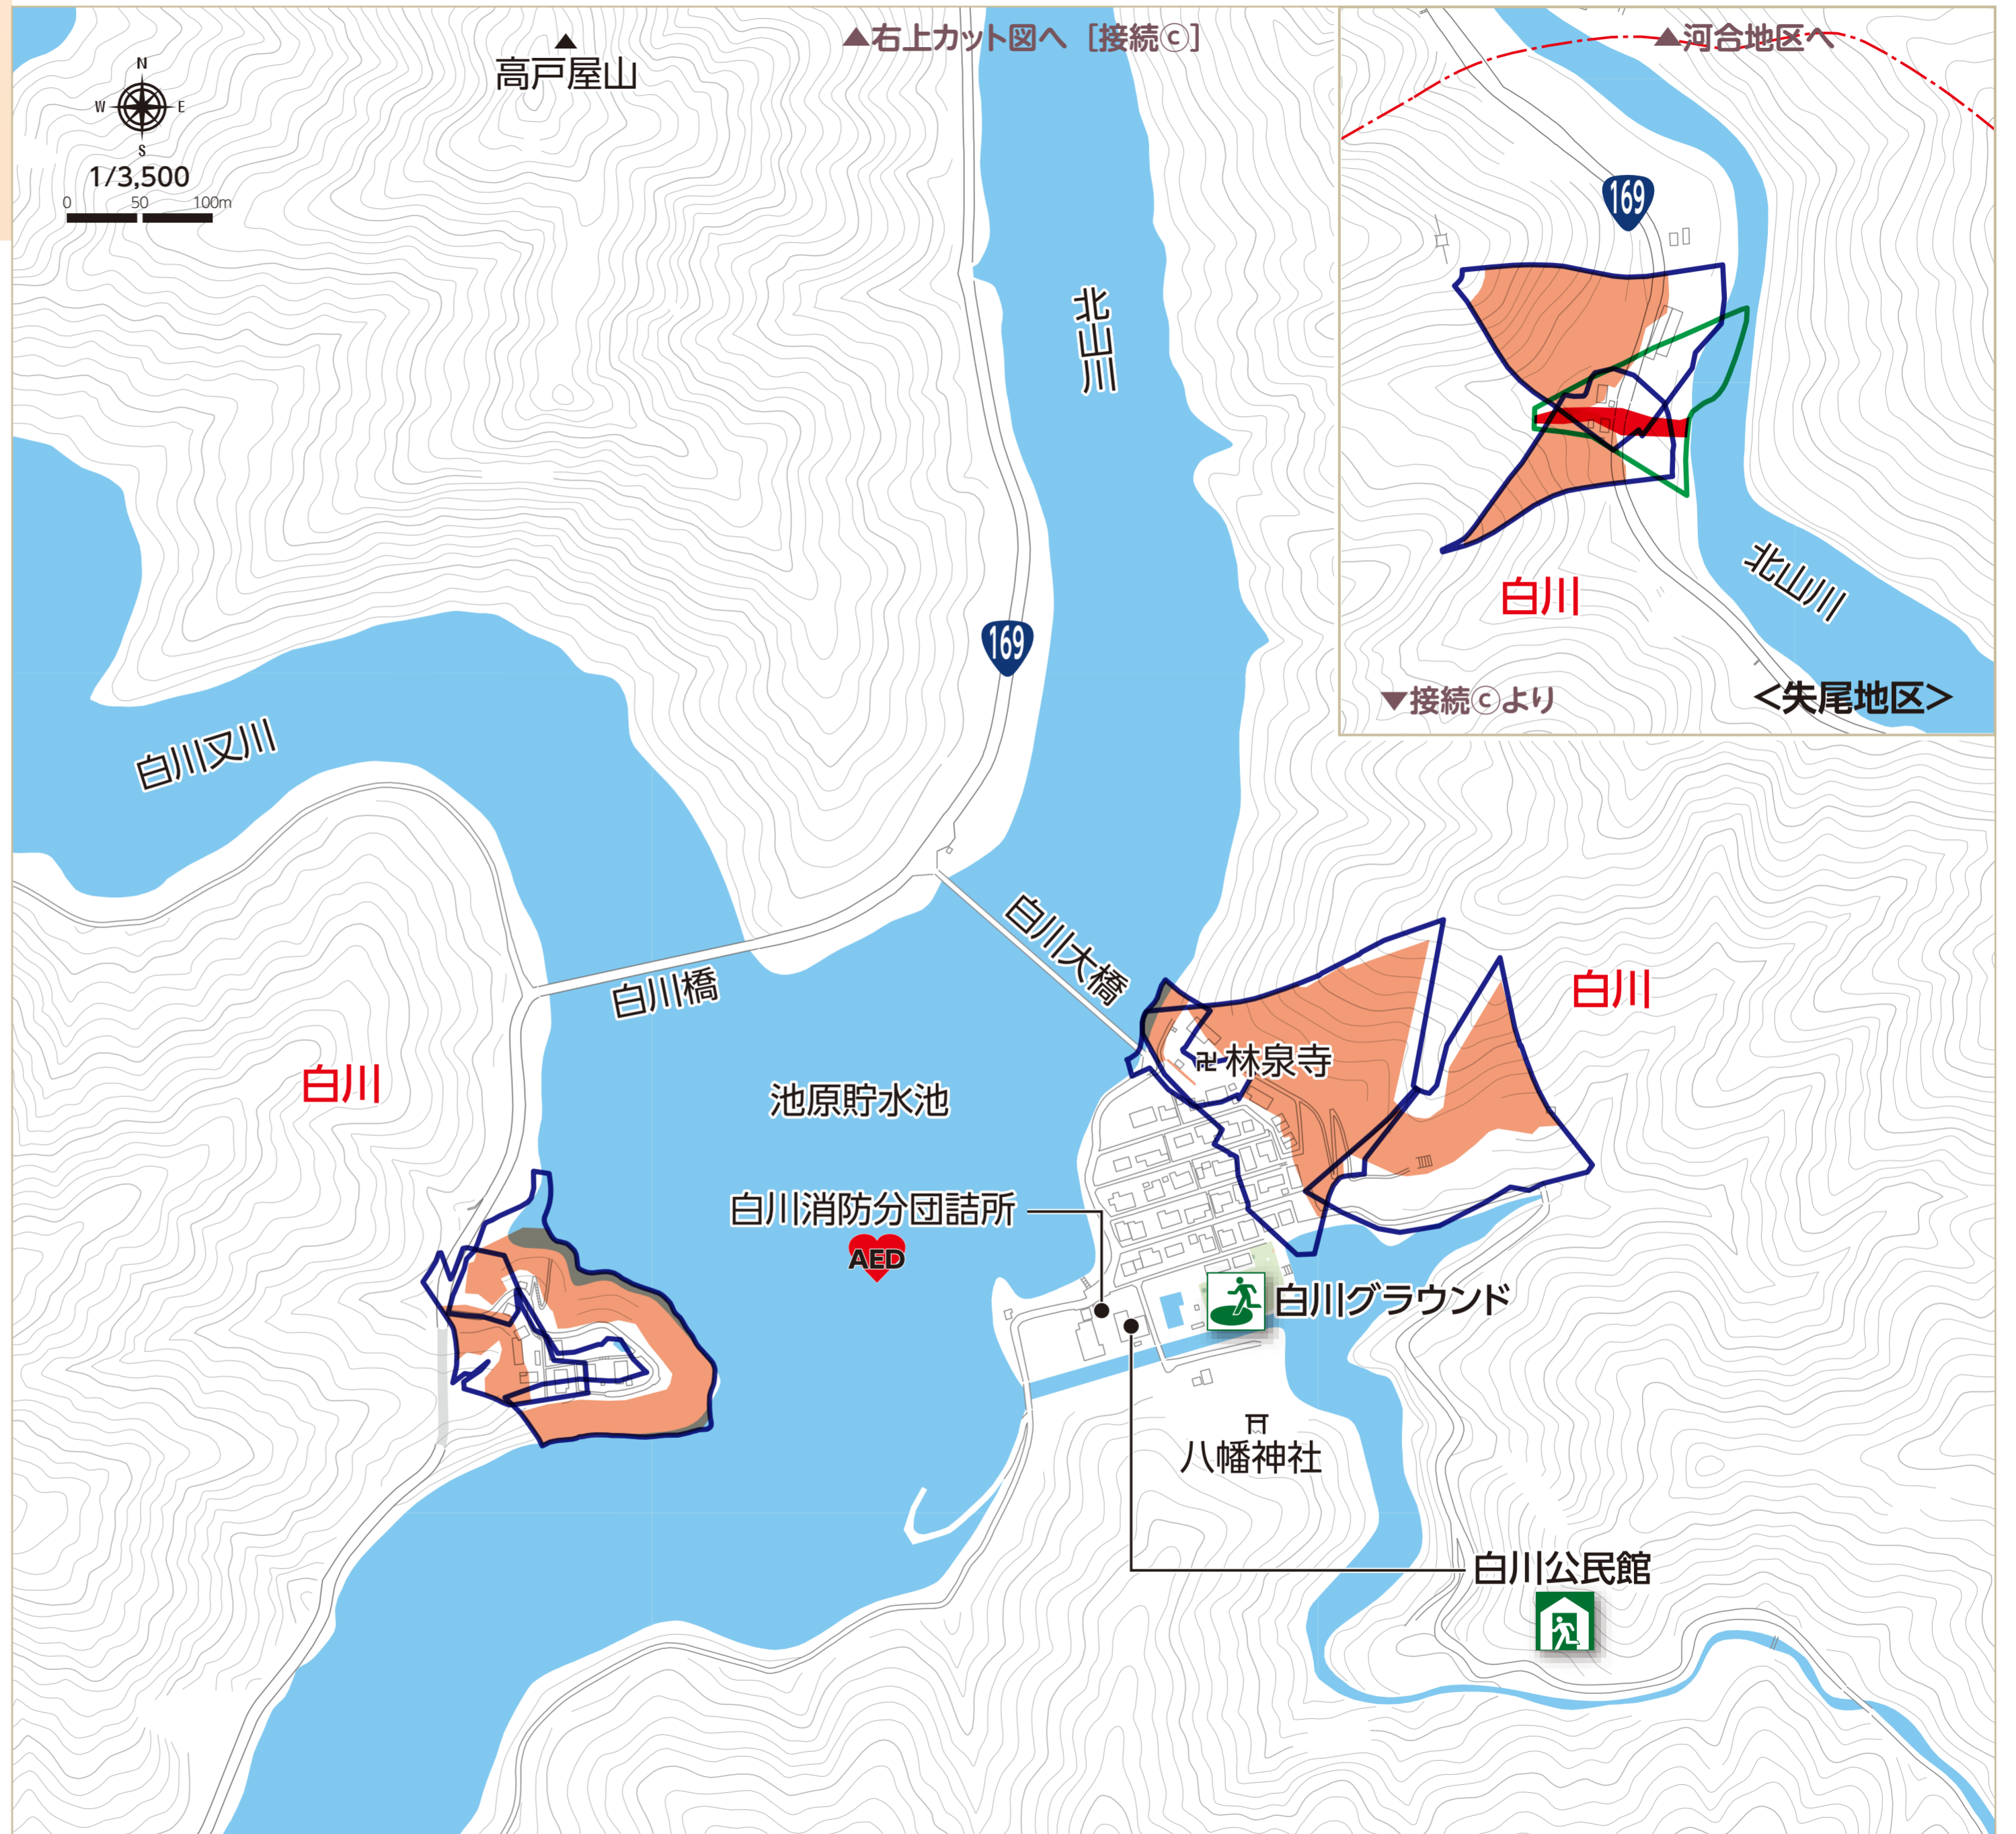 ▲右上カット図へ [接続ⓒ]
▲河合地区へ
高戸屋山
N
W
E
S
1/3,500
0
50
100m
169
北山川
169
白川
北山川
▼接続ⓒより
<失尾地区>
白川又川
白川大橋
白川橋
白川
卍林泉寺
白川
池原貯水池
白川消防分団詰所
AED
白川グラウンド
八幡神社
白川公民館